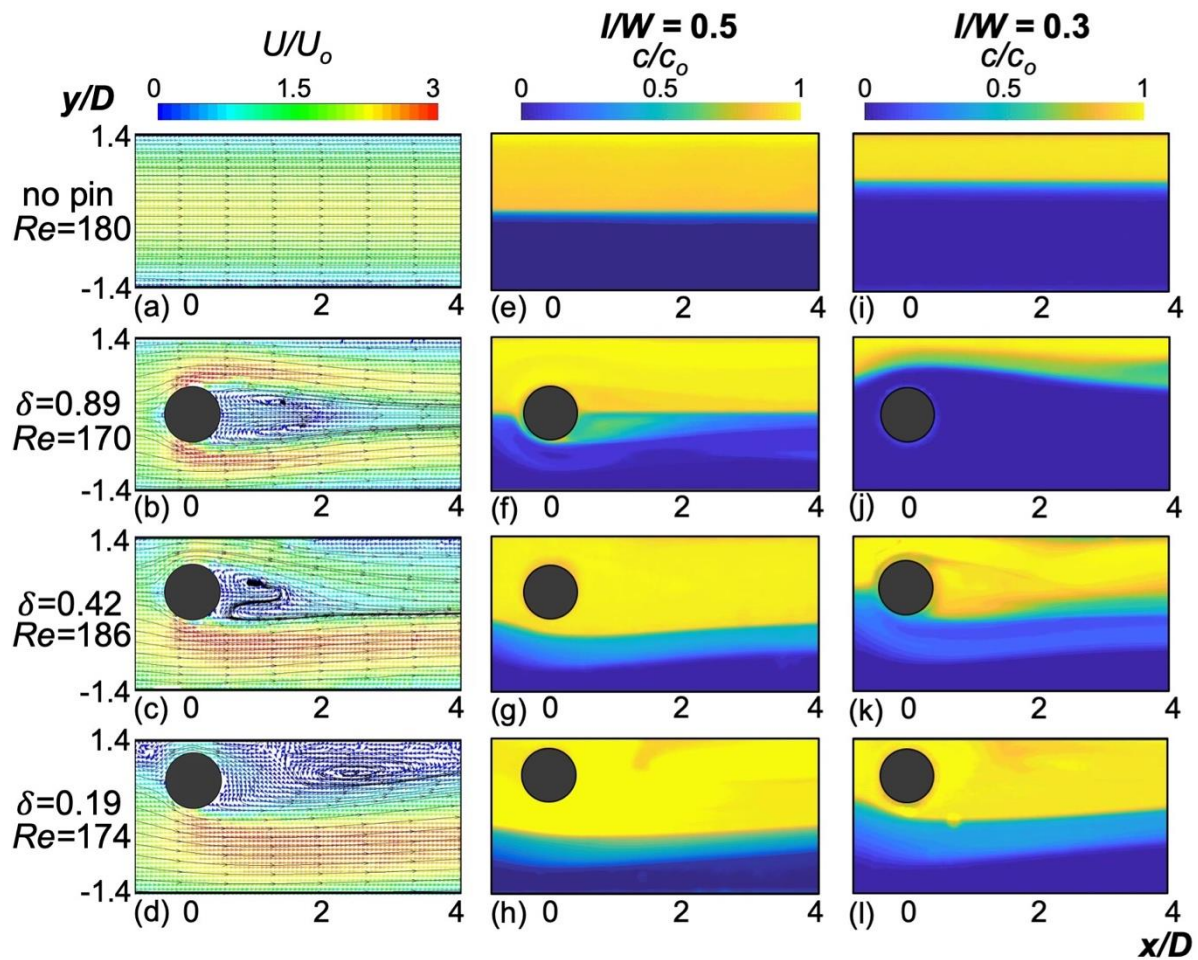 U/Uo
l/W = 0.5
c/co
l/W = 0.3
c/co
y/D
0 1.5 3
0 0.5 1
0 0.5 1
1.4
no pin
Re=180
-1.4
(a) 0 2 4
(e) 0 2 4
(i) 0 2 4
1.4
δ=0.89
Re=170
-1.4
(b) 0 2 4
(f) 0 2 4
(j) 0 2 4
1.4
δ=0.42
Re=186
-1.4
(c) 0 2 4
(g) 0 2 4
(k) 0 2 4
1.4
δ=0.19
Re=174
-1.4
(d) 0 2 4
(h) 0 2 4
(l) 0 2 4
x/D